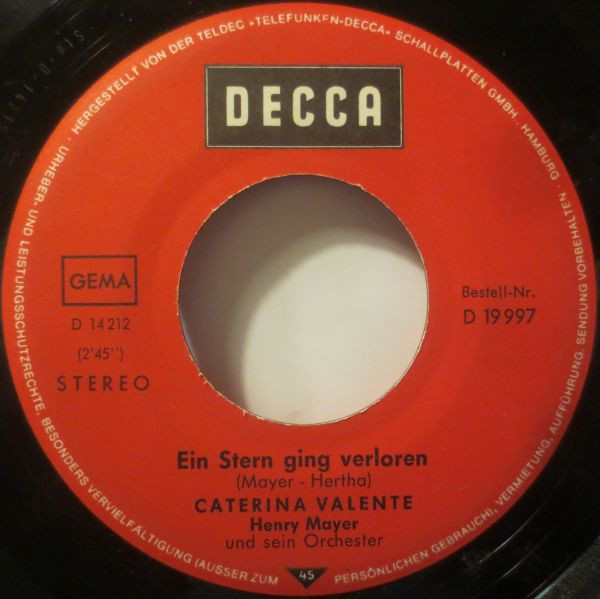 · HERGESTELLT VON DER TELDEC »TELEFUNKEN-DECCA« SCHALLPLATTEN GMBH., HAMBURG ·
URHEBER- UND LEISTUNGSSCHUTZRECHTE, BESONDERS VERVIELFÄLTIGUNG (AUSSER ZUM PERSÖNLICHEN GEBRAUCH), VERMIETUNG, AUFFÜHRUNG, SENDUNG VORBEHALTEN ·
DECCA
GEMA
D 14 212
(2'45'')
STEREO
Bestell-Nr.
D 19 997
Ein Stern ging verloren
(Mayer - Hertha)
CATERINA VALENTE
Henry Mayer
und sein Orchester
45